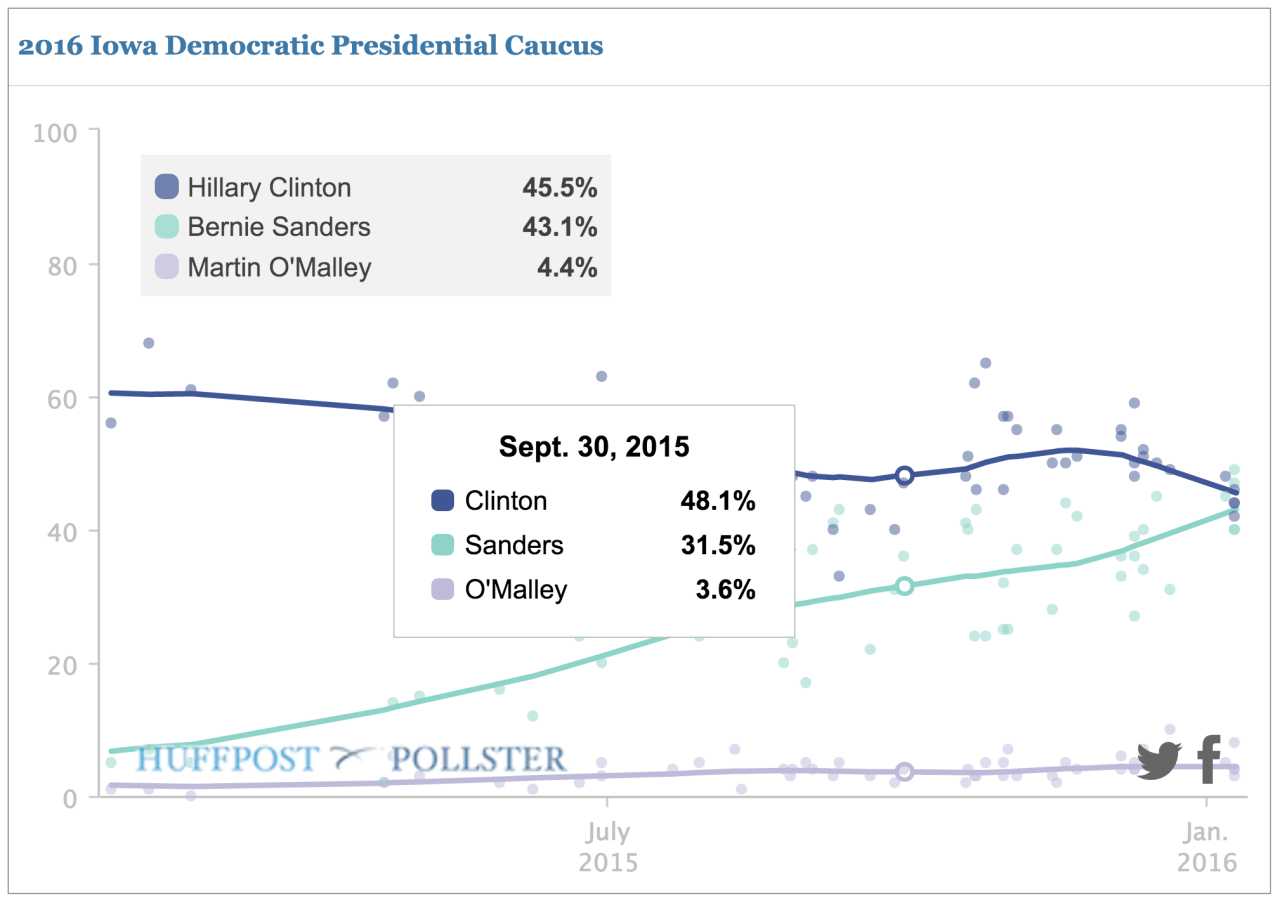 2016 Iowa Democratic Presidential Caucus
100
80
60
40
20
0
Hillary Clinton 45.5%
Bernie Sanders 43.1%
Martin O'Malley 4.4%
Sept. 30, 2015
Clinton 48.1%
Sanders 31.5%
O'Malley 3.6%
HUFFPOST POLLSTER
July
2015
Jan.
2016